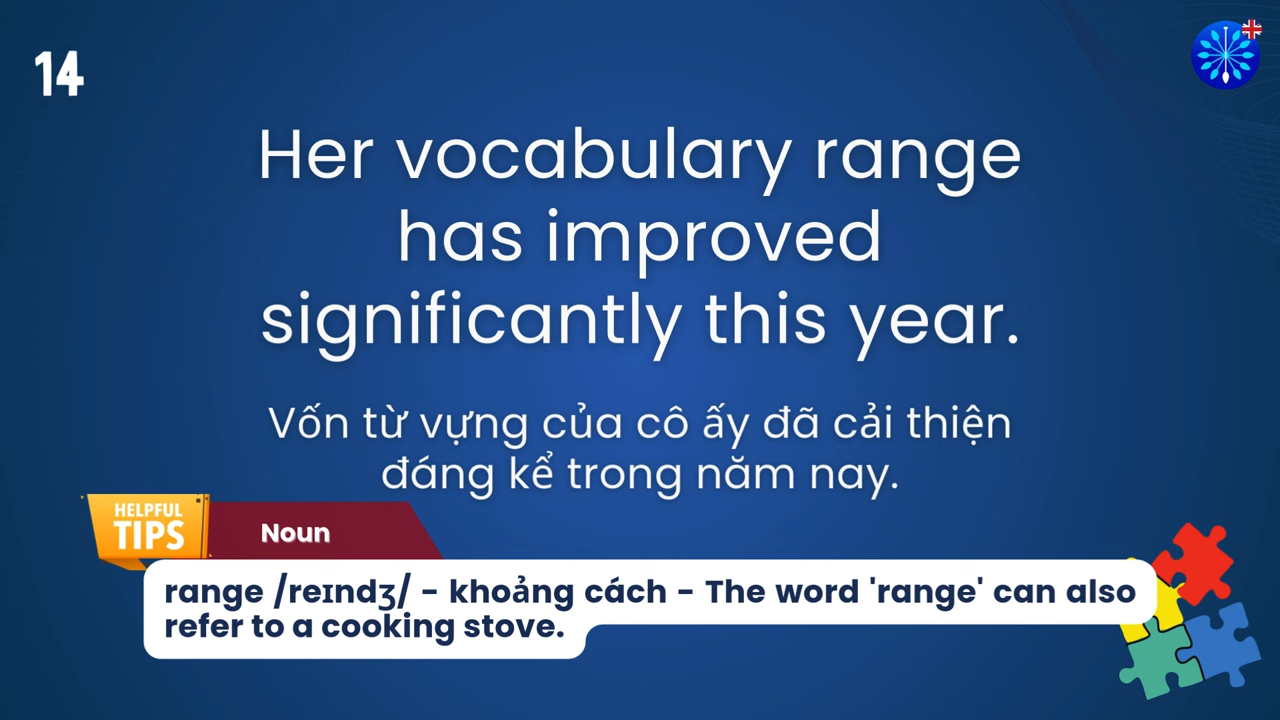 14
Her vocabulary range
has improved
significantly this year.
Vốn từ vựng của cô ấy đã cải thiện
đáng kể trong năm nay.
HELPFUL
TIPS
Noun
range /reɪndʒ/ - khoảng cách - The word 'range' can also
refer to a cooking stove.